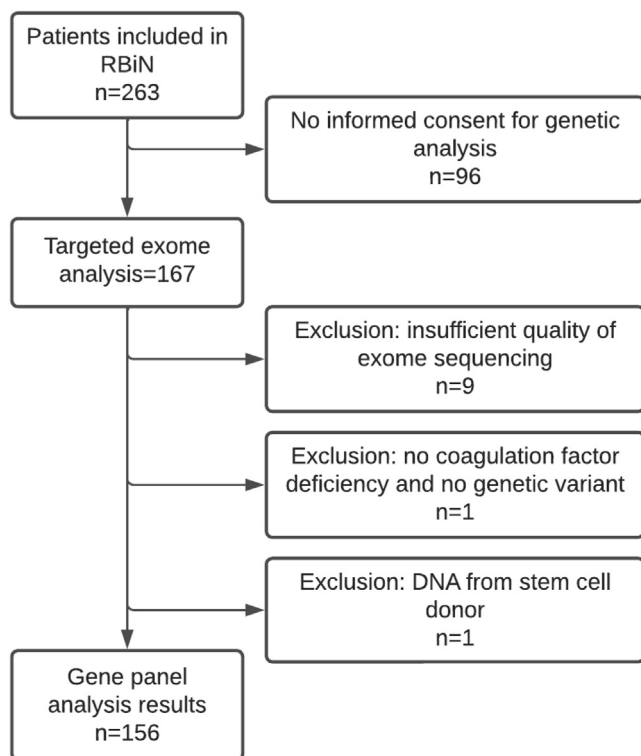 Patients included in
RBiN
n=263
No informed consent for genetic
analysis
n=96
Targeted exome
analysis=167
Exclusion: insufficient quality of
exome sequencing
n=9
Exclusion: no coagulation factor
deficiency and no genetic variant
n=1
Exclusion: DNA from stem cell
donor
n=1
Gene panel
analysis results
n=156